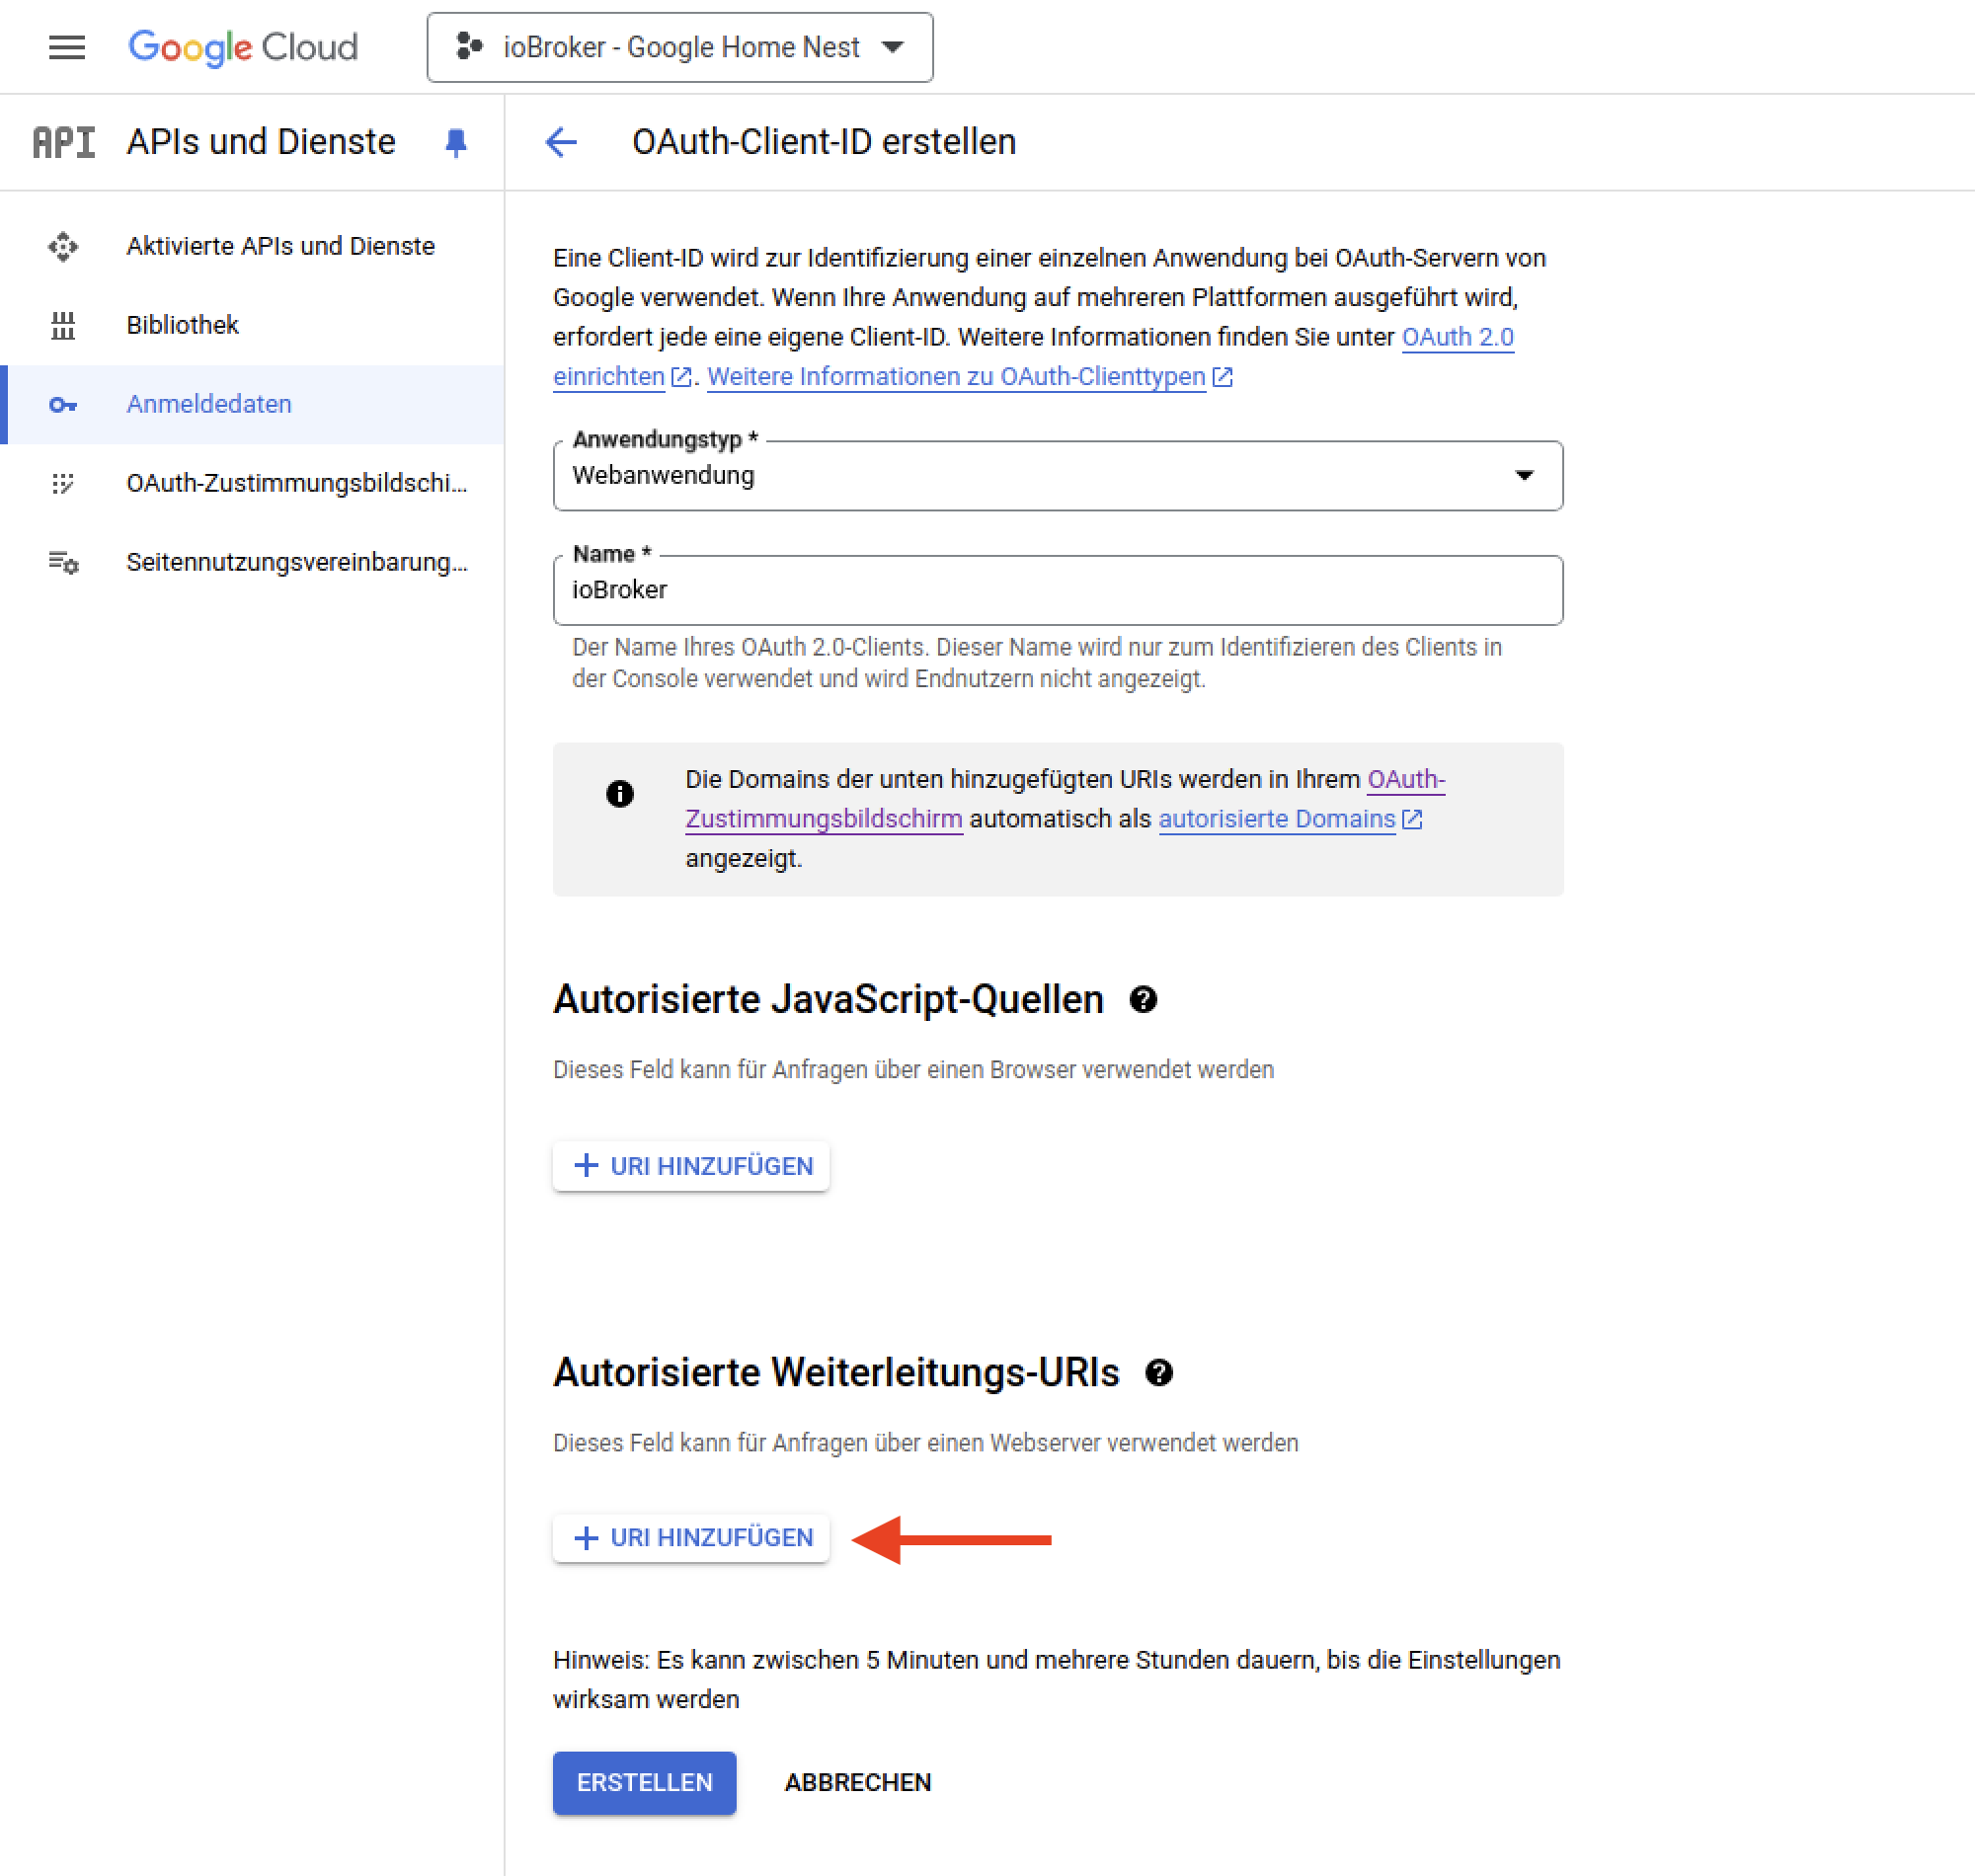 Google Cloud
ioBroker - Google Home Nest
API
APIs und Dienste
OAuth-Client-ID erstellen
Aktivierte APIs und Dienste
Bibliothek
Anmeldedaten
OAuth-Zustimmungsbildschi...
Seitennutzungsvereinbarung...
Eine Client-ID wird zur Identifizierung einer einzelnen Anwendung bei OAuth-Servern von
Google verwendet. Wenn Ihre Anwendung auf mehreren Plattformen ausgeführt wird,
erfordert jede eine eigene Client-ID. Weitere Informationen finden Sie unter OAuth 2.0
einrichten. Weitere Informationen zu OAuth-Clienttypen
Anwendungstyp *
Webanwendung
Name *
ioBroker
Der Name Ihres OAuth 2.0-Clients. Dieser Name wird nur zum Identifizieren des Clients in
der Console verwendet und wird Endnutzern nicht angezeigt.
Die Domains der unten hinzugefügten URIs werden in Ihrem OAuth-
Zustimmungsbildschirm automatisch als autorisierte Domains
angezeigt.
Autorisierte JavaScript-Quellen
Dieses Feld kann für Anfragen über einen Browser verwendet werden
+ URI HINZUFÜGEN
Autorisierte Weiterleitungs-URIs
Dieses Feld kann für Anfragen über einen Webserver verwendet werden
+ URI HINZUFÜGEN
Hinweis: Es kann zwischen 5 Minuten und mehrere Stunden dauern, bis die Einstellungen
wirksam werden
ERSTELLEN
ABBRECHEN